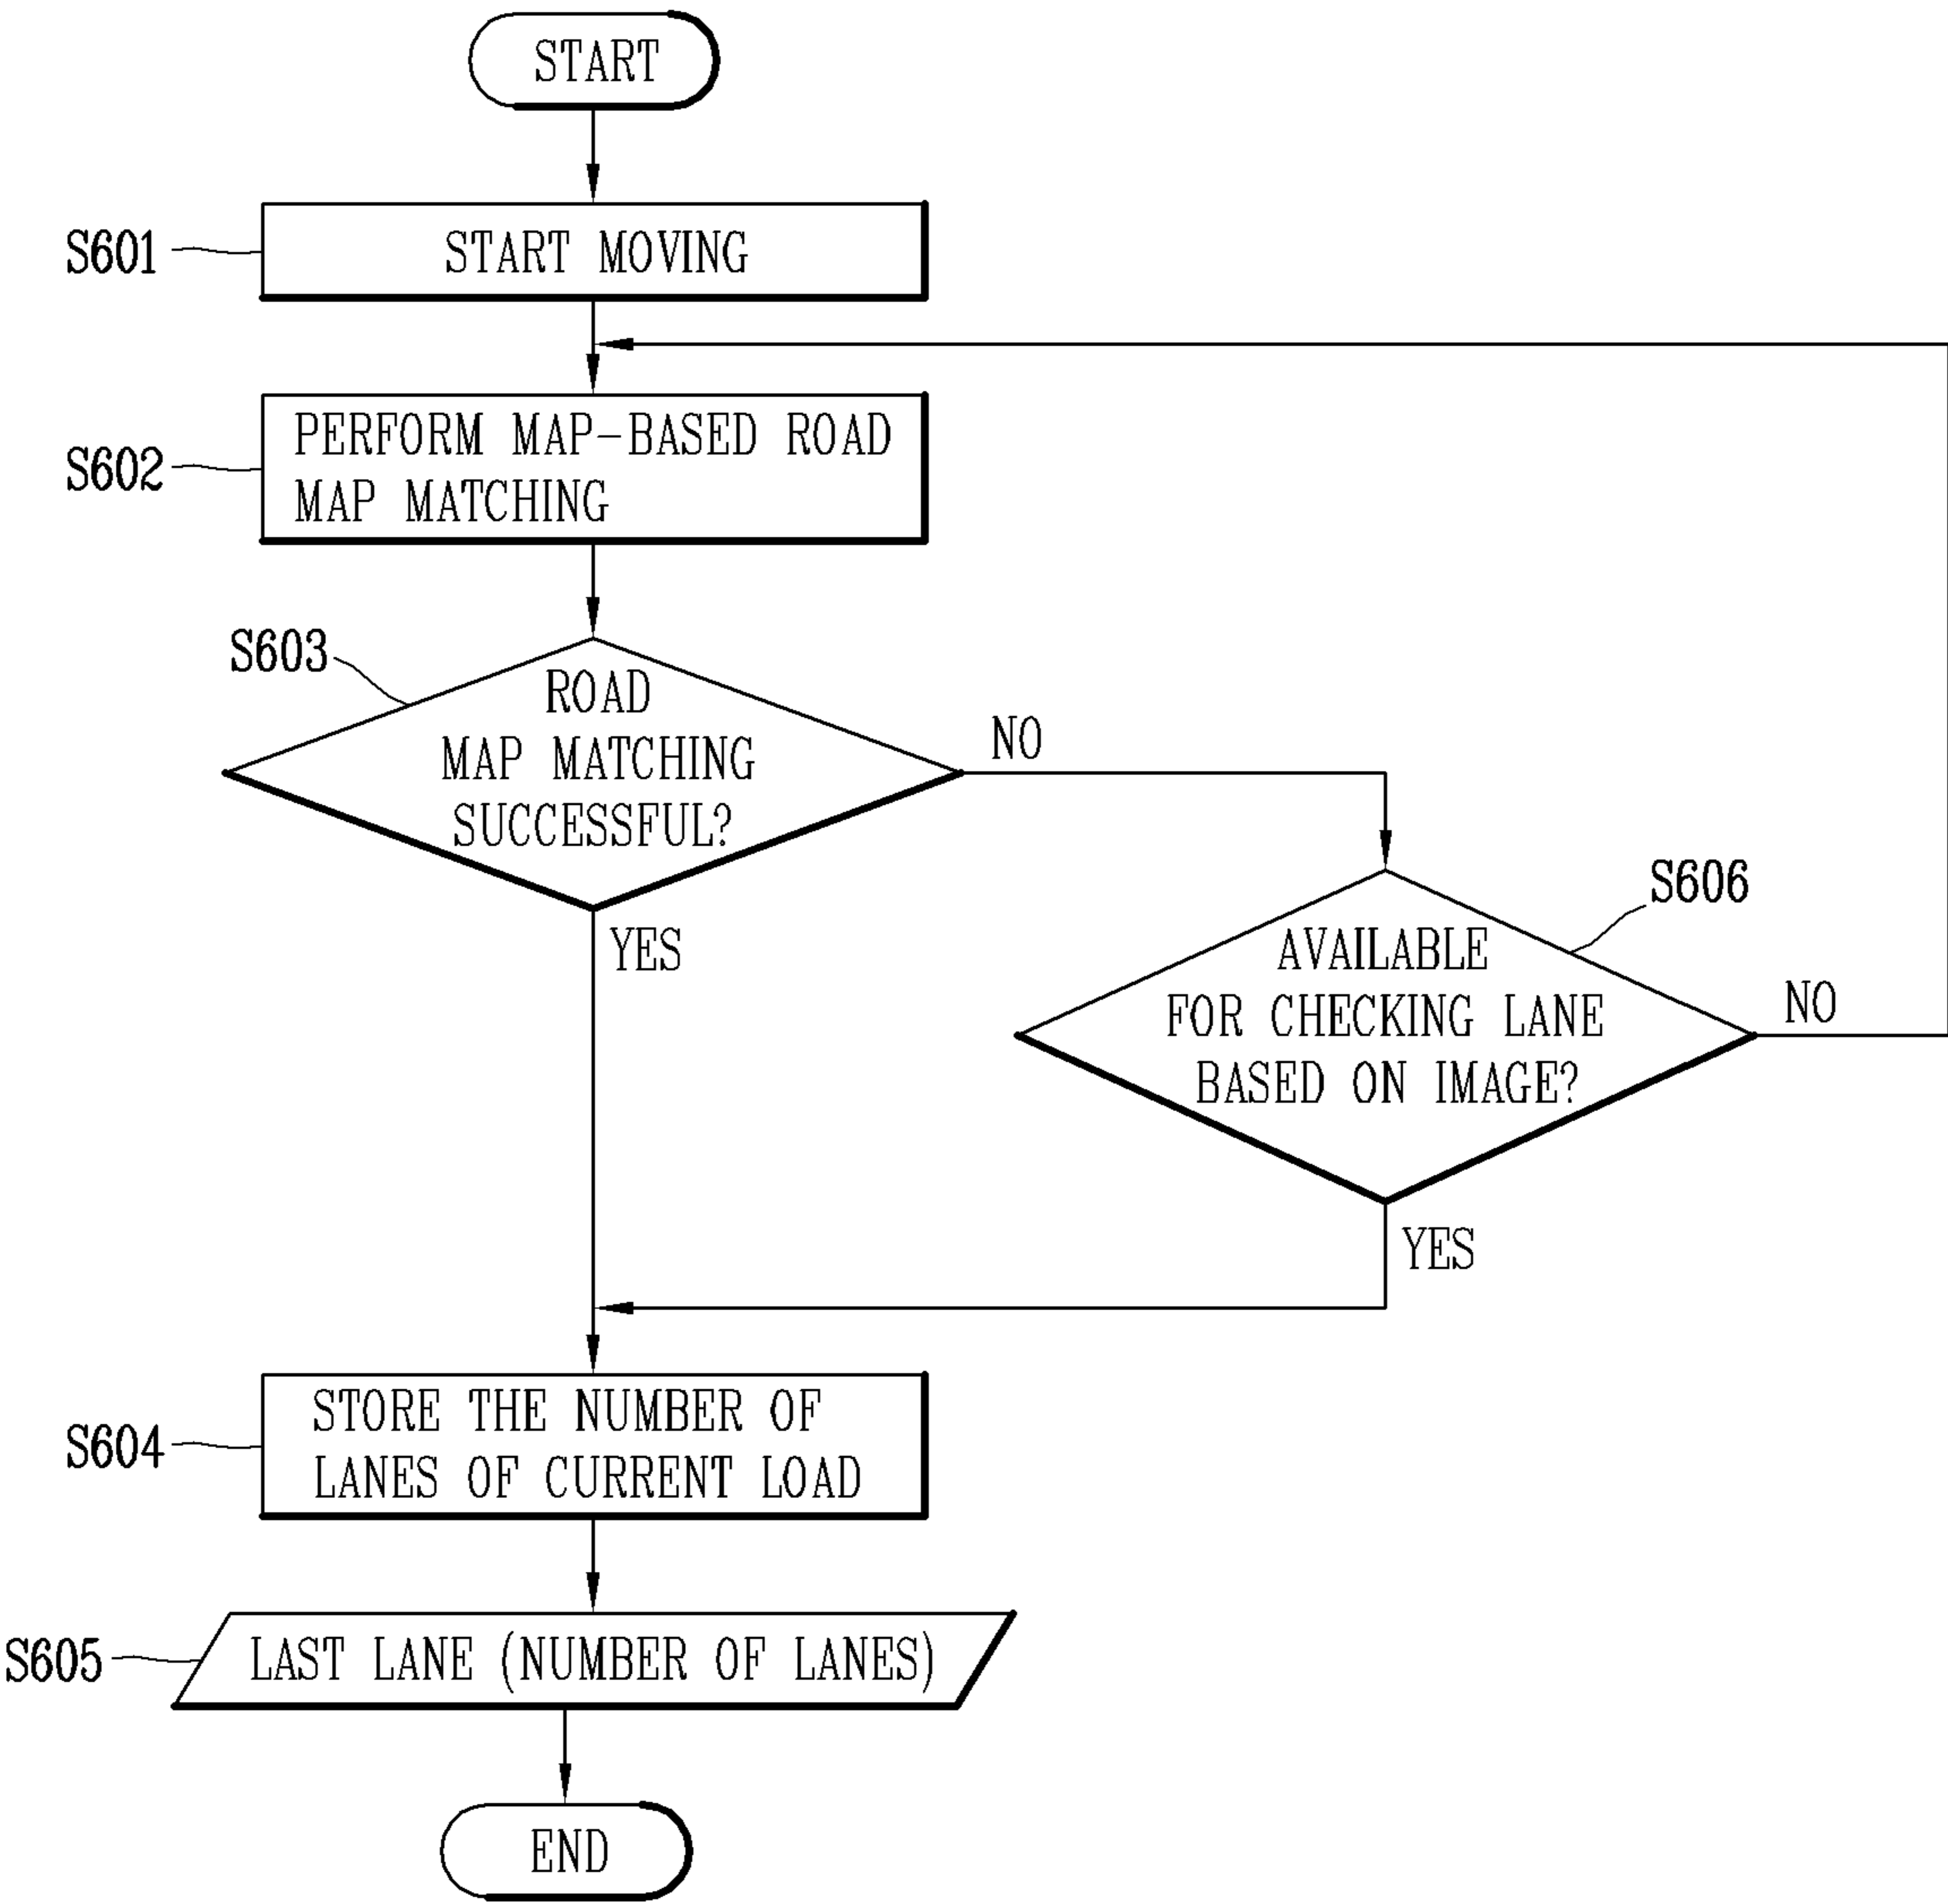 START
S601
START MOVING
S602
PERFORM MAP-BASED ROAD
MAP MATCHING
S603
ROAD
MAP MATCHING
SUCCESSFUL?
NO
YES
S606
AVAILABLE
FOR CHECKING LANE
BASED ON IMAGE?
NO
YES
S604
STORE THE NUMBER OF
LANES OF CURRENT LOAD
S605
LAST LANE (NUMBER OF LANES)
END